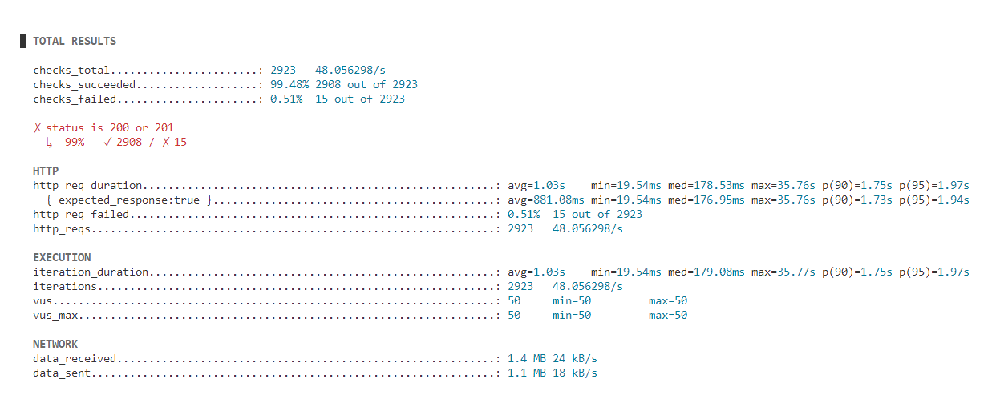 █ TOTAL RESULTS
checks_total.......................: 2923   48.056298/s
checks_succeeded...................: 99.48% 2908 out of 2923
checks_failed......................: 0.51%  15 out of 2923
✗ status is 200 or 201
↳  99% — ✓ 2908 / ✗ 15
HTTP
http_req_duration.......................................................: avg=1.03s    min=19.54ms med=178.53ms max=35.76s p(90)=1.75s p(95)=1.97s
{ expected_response:true }............................................: avg=881.08ms min=19.54ms med=176.95ms max=35.76s p(90)=1.73s p(95)=1.94s
http_req_failed.........................................................: 0.51%  15 out of 2923
http_reqs...............................................................: 2923   48.056298/s
EXECUTION
iteration_duration......................................................: avg=1.03s    min=19.54ms med=179.08ms max=35.77s p(90)=1.75s p(95)=1.97s
iterations..............................................................: 2923   48.056298/s
vus.....................................................................: 50     min=50         max=50
vus_max.................................................................: 50     min=50         max=50
NETWORK
data_received...........................................................: 1.4 MB 24 kB/s
data_sent...............................................................: 1.1 MB 18 kB/s